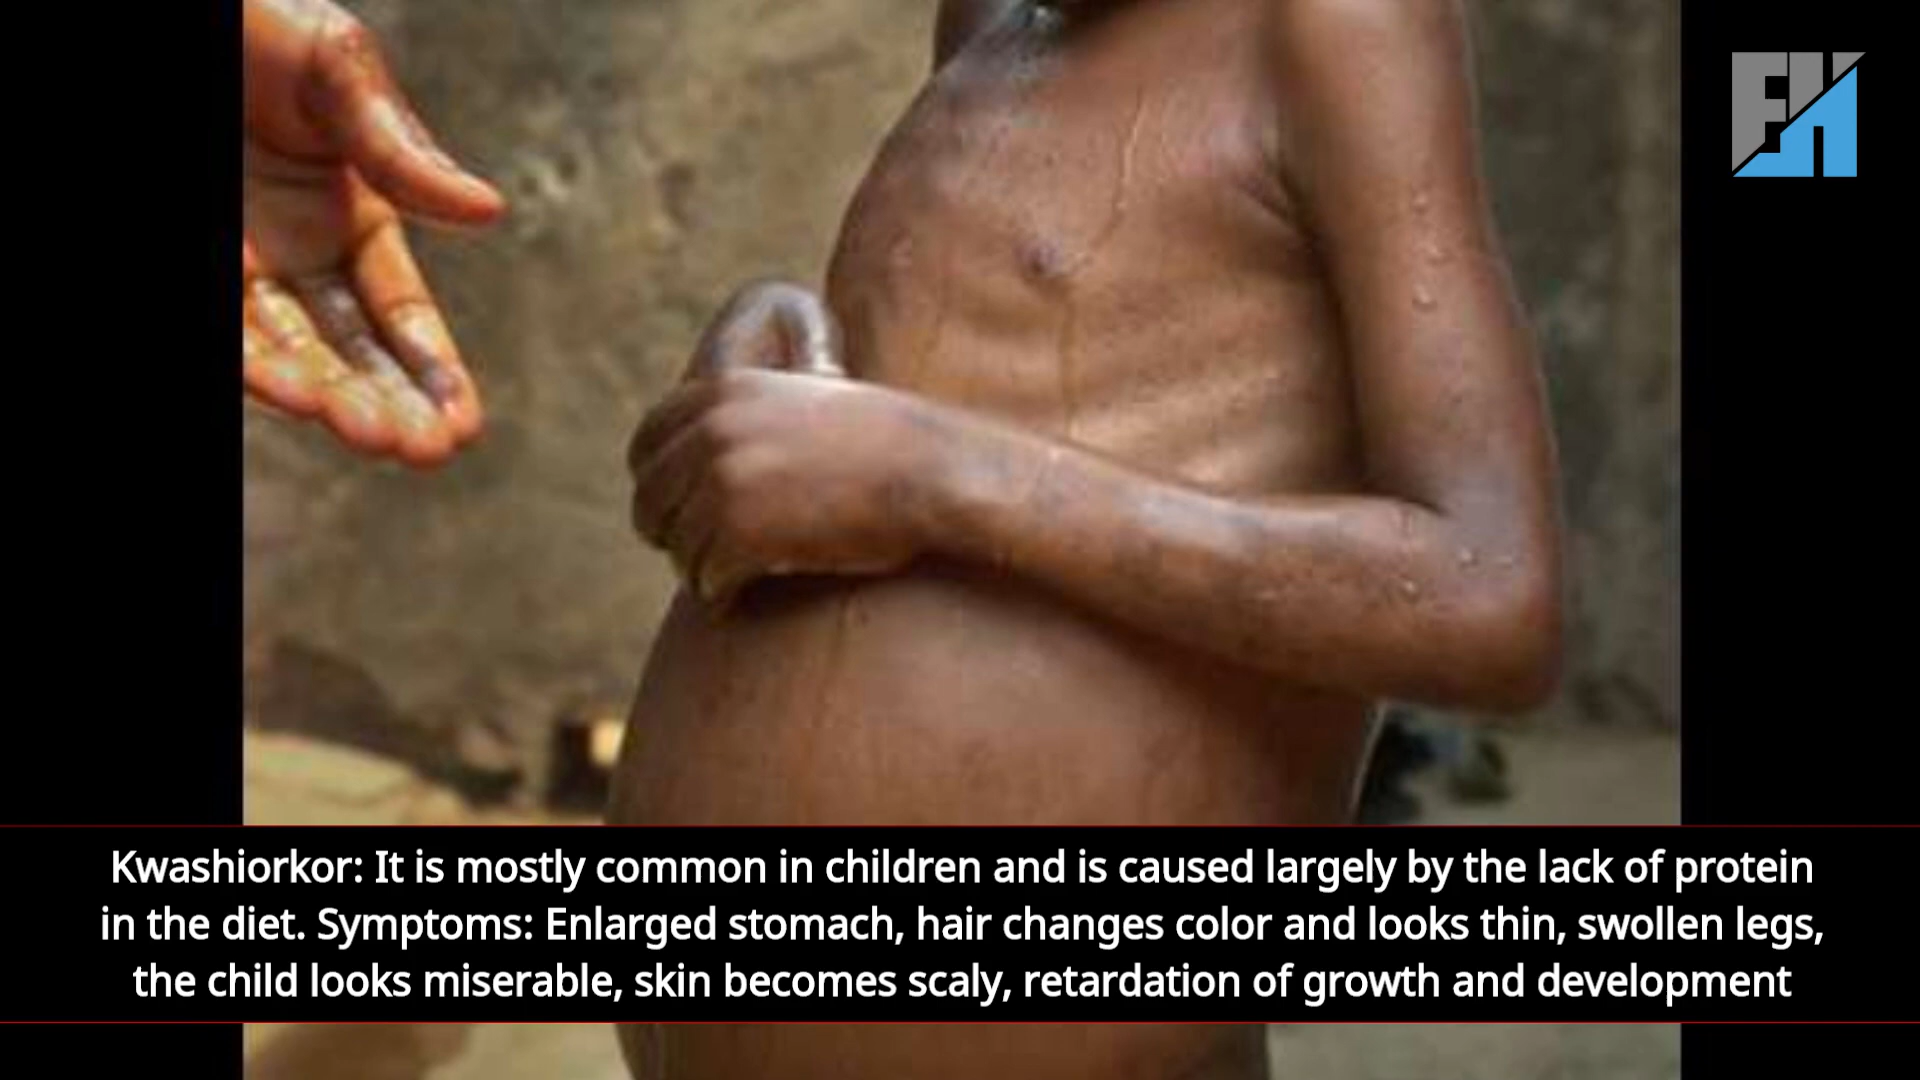 EH
Kwashiorkor: It is mostly common in children and is caused largely by the lack of protein
in the diet. Symptoms: Enlarged stomach, hair changes color and looks thin, swollen legs,
the child looks miserable, skin becomes scaly, retardation of growth and development